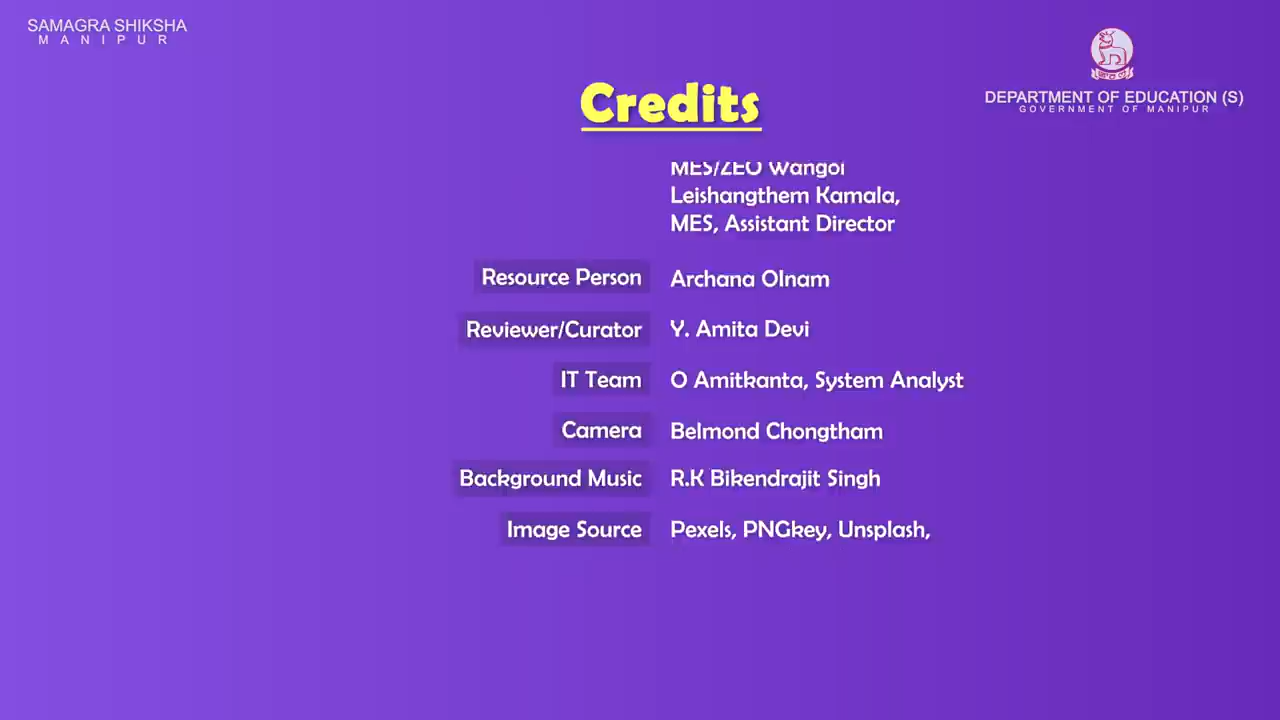 SAMAGRA SHIKSHA
MANIPUR
DEPARTMENT OF EDUCATION (S)
GOVERNMENT OF MANIPUR
Credits
MES/ZEO Wangoi
Leishangthem Kamala,
MES, Assistant Director
Resource Person Archana Olnam
Reviewer/Curator Y. Amita Devi
IT Team O Amitkanta, System Analyst
Camera Belmond Chongtham
Background Music R.K Bikendrajit Singh
Image Source Pexels, PNGkey, Unsplash,